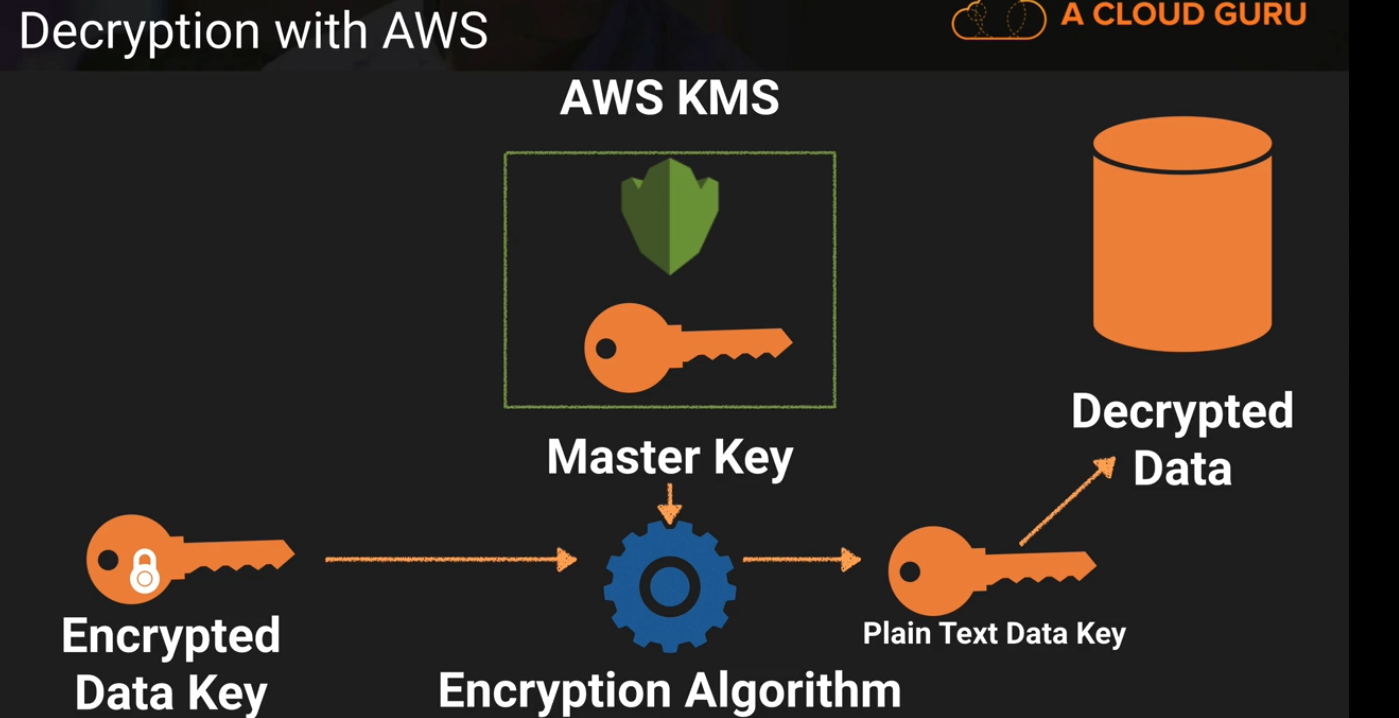 Decryption with AWS
A CLOUD GURU
AWS KMS
Master Key
Decrypted
Data
Encrypted
Data Key
Encryption Algorithm
Plain Text Data Key